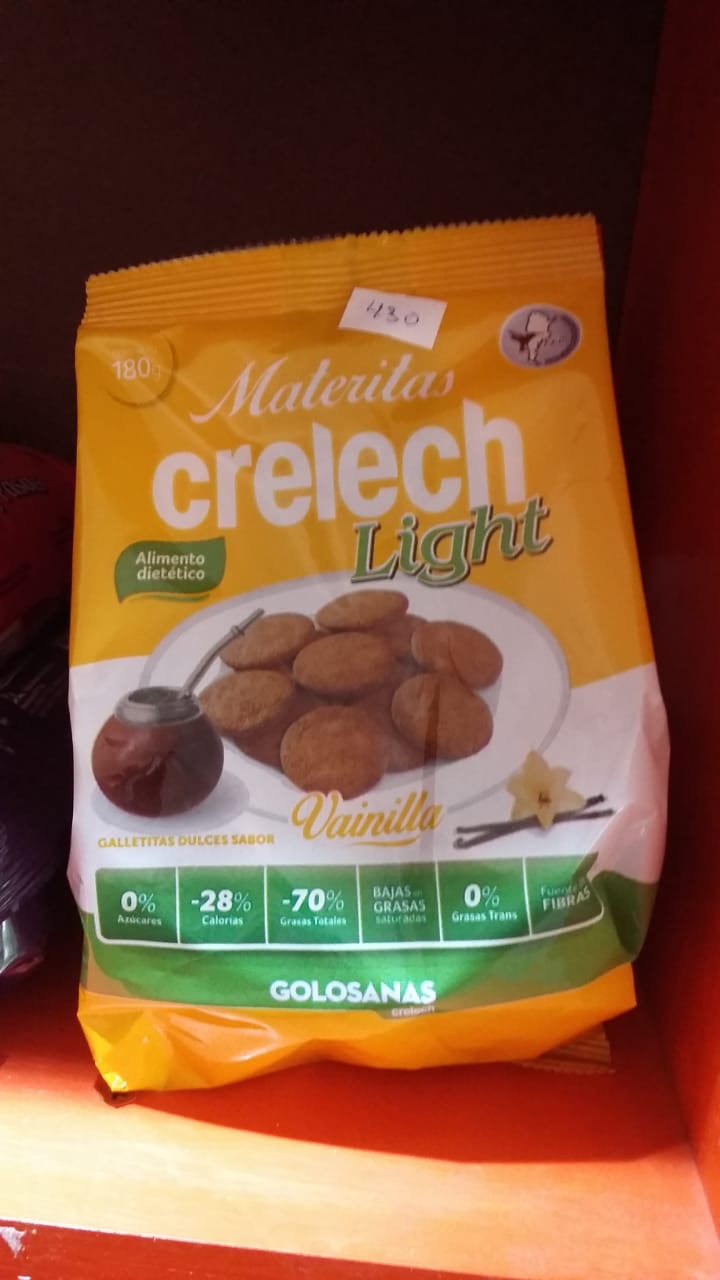 430
180g
Materitas
crelech
Light
Alimento
dietético
Vainilla
GALLETITAS DULCES SABOR
0%
Azúcares
-28%
Calorías
-70%
Grasas Totales
BAJAS en
GRASAS
saturadas
0%
Grasas Trans
Fuente de
FIBRAS
GOLOSANAS
crelech